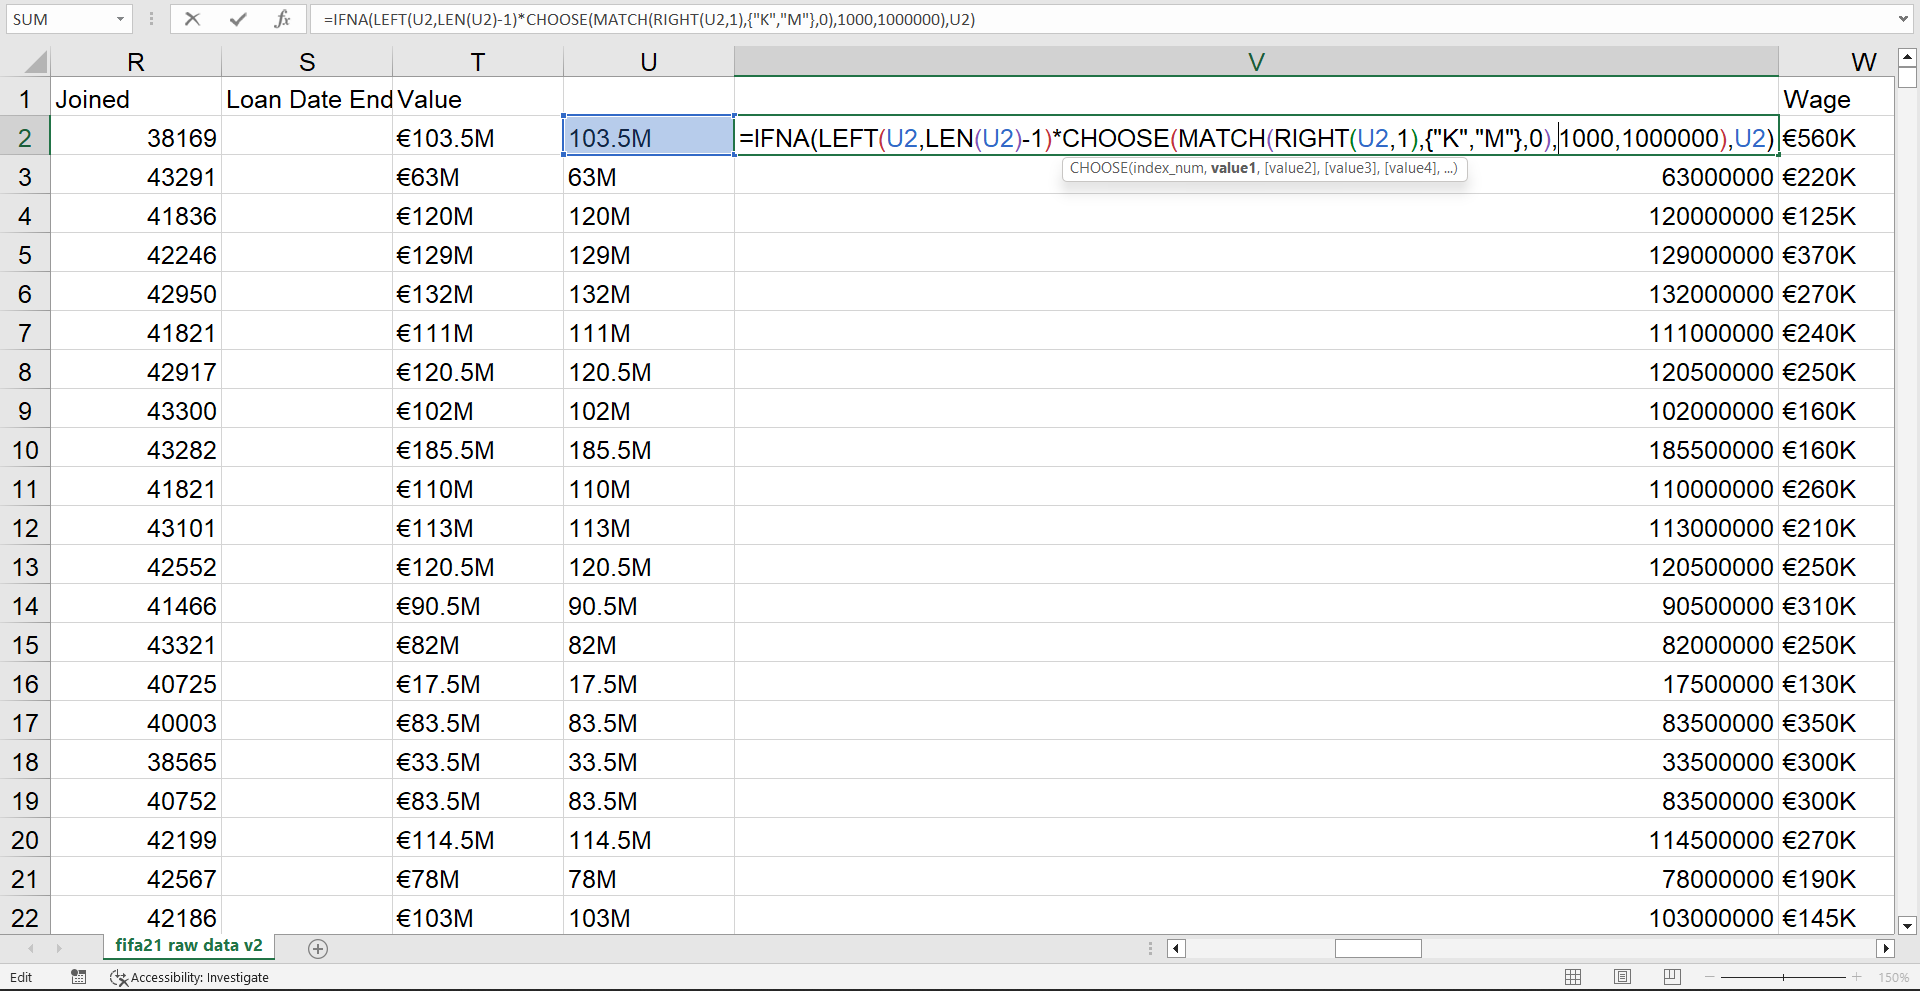 SUM =IFNA(LEFT(U2,LEN(U2)-1)*CHOOSE(MATCH(RIGHT(U2,1),{"K","M"},0),1000,1000000),U2)
R S T U V W
1 Joined Loan Date End Value Wage
2 38169 €103.5M 103.5M =IFNA(LEFT(U2,LEN(U2)-1)*CHOOSE(MATCH(RIGHT(U2,1),{"K","M"},0),1000,1000000),U2) €560K
CHOOSE(index_num, value1, [value2], [value3], [value4], ...)
3 43291 €63M 63M 63000000 €220K
4 41836 €120M 120M 120000000 €125K
5 42246 €129M 129M 129000000 €370K
6 42950 €132M 132M 132000000 €270K
7 41821 €111M 111M 111000000 €240K
8 42917 €120.5M 120.5M 120500000 €250K
9 43300 €102M 102M 102000000 €160K
10 43282 €185.5M 185.5M 185500000 €160K
11 41821 €110M 110M 110000000 €260K
12 43101 €113M 113M 113000000 €210K
13 42552 €120.5M 120.5M 120500000 €250K
14 41466 €90.5M 90.5M 90500000 €310K
15 43321 €82M 82M 82000000 €250K
16 40725 €17.5M 17.5M 17500000 €130K
17 40003 €83.5M 83.5M 83500000 €350K
18 38565 €33.5M 33.5M 33500000 €300K
19 40752 €83.5M 83.5M 83500000 €300K
20 42199 €114.5M 114.5M 114500000 €270K
21 42567 €78M 78M 78000000 €190K
22 42186 €103M 103M 103000000 €145K
fifa21 raw data v2
Edit Accessibility: Investigate 150%